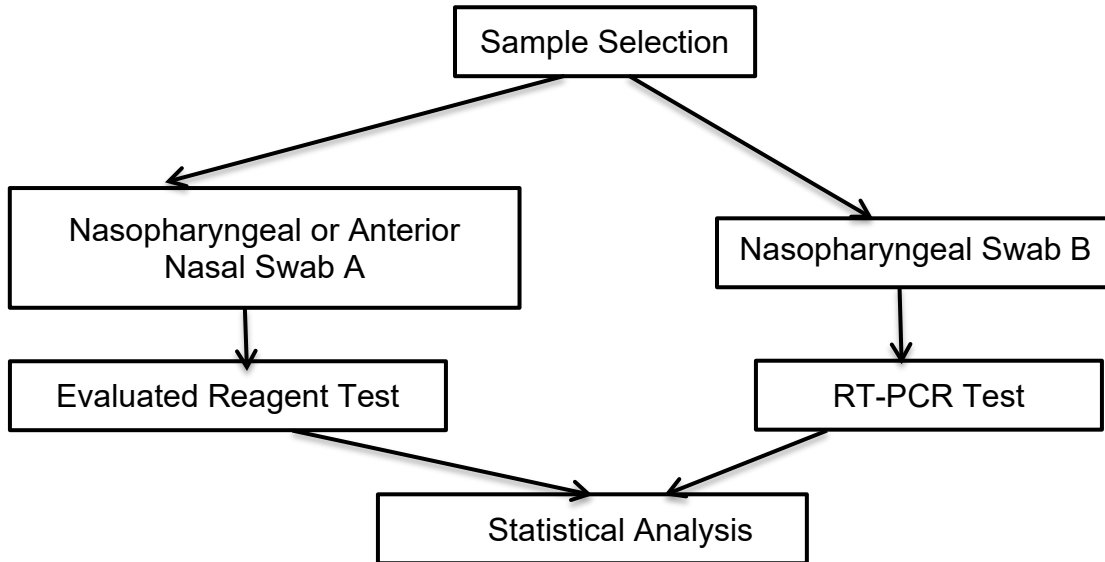 Sample Selection
Nasopharyngeal or Anterior
Nasal Swab A
Nasopharyngeal Swab B
Evaluated Reagent Test
RT-PCR Test
Statistical Analysis